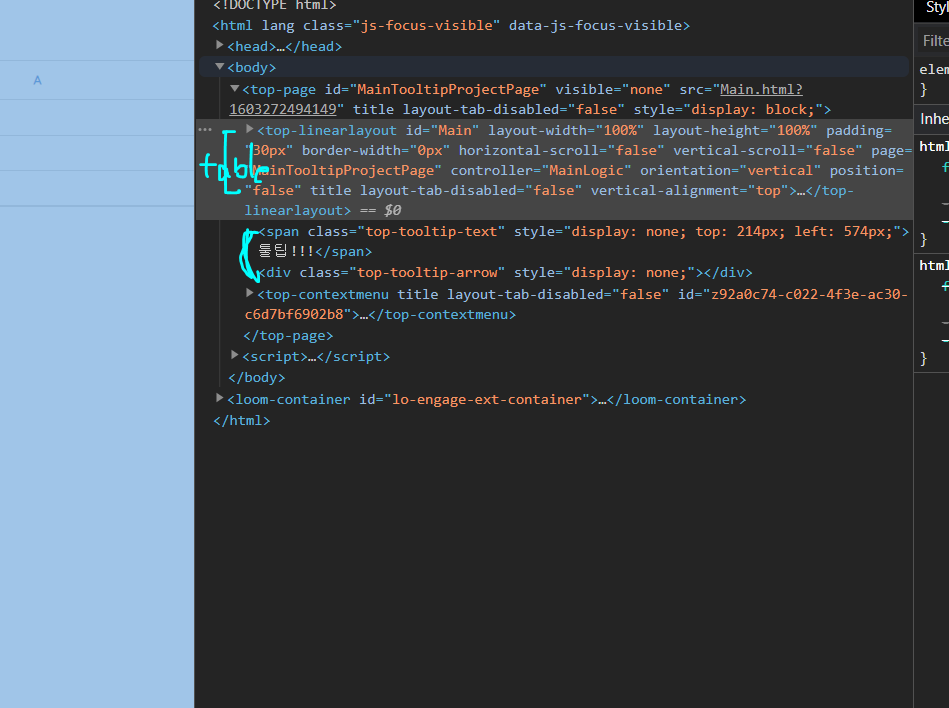 <!DOCTYPE html>
<html lang class="js-focus-visible" data-js-focus-visible>
<head>…</head>
<body>
<top-page id="MainTooltipProjectPage" visible="none" src="Main.html?
1603272494149" title layout-tab-disabled="false" style="display: block;">
<top-linearlayout id="Main" layout-width="100%" layout-height="100%" padding=
"30px" border-width="0px" horizontal-scroll="false" vertical-scroll="false" page=
"MainTooltipProjectPage" controller="MainLogic" orientation="vertical" position=
"false" title layout-tab-disabled="false" vertical-alignment="top">…</top-
linearlayout> == $0
table
<span class="top-tooltip-text" style="display: none; top: 214px; left: 574px;">
툴팁!!!</span>
<div class="top-tooltip-arrow" style="display: none;"></div>
<top-contextmenu title layout-tab-disabled="false" id="z92a0c74-c022-4f3e-ac30-
c6d7bf6902b8">…</top-contextmenu>
</top-page>
<script>…</script>
</body>
<loom-container id="lo-engage-ext-container">…</loom-container>
</html>
A
Styl
Filte
elem
}
Inhe
html
f
}
html
f
}